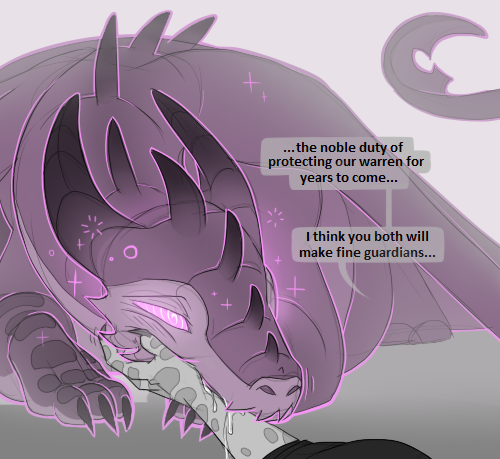 ...the noble duty of
protecting our warren for
years to come...
I think you both will
make fine guardians...